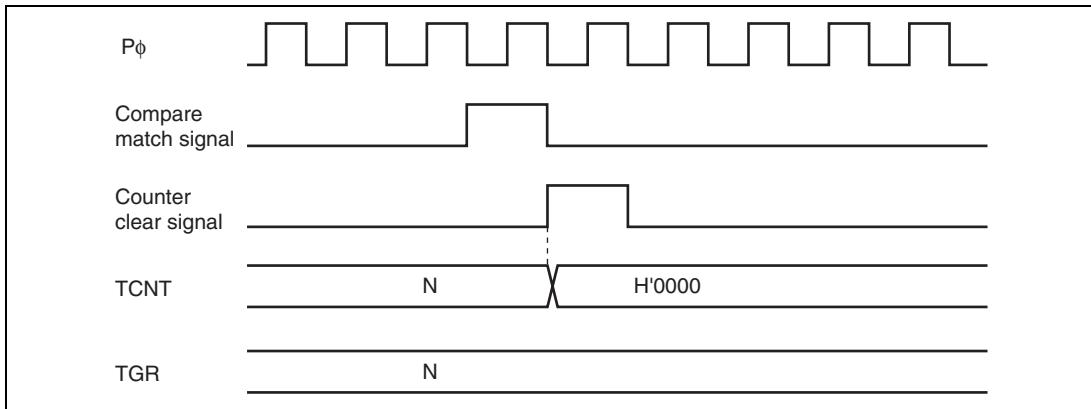 Pϕ
Compare
match signal
Counter
clear signal
TCNT
N
H'0000
TGR
N